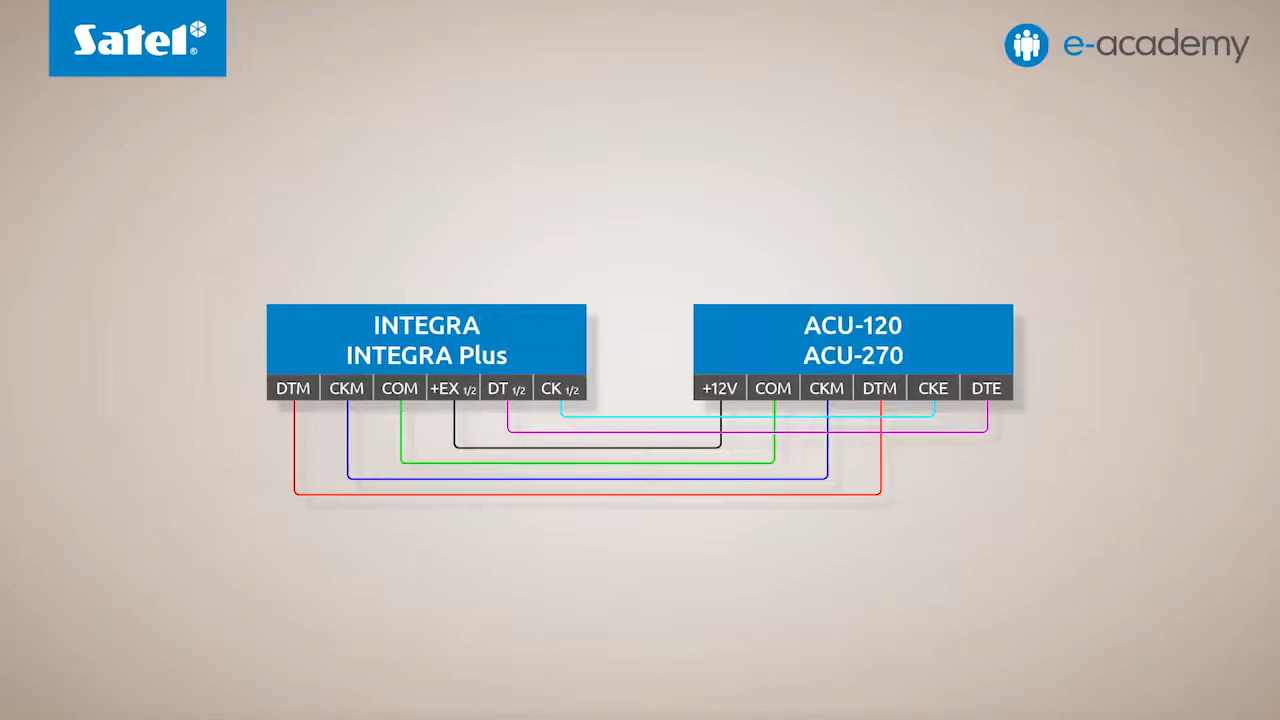 Satel®
e-academy
INTEGRA
INTEGRA Plus
DTM CKM COM +EX 1/2 DT 1/2 CK 1/2
ACU-120
ACU-270
+12V COM CKM DTM CKE DTE